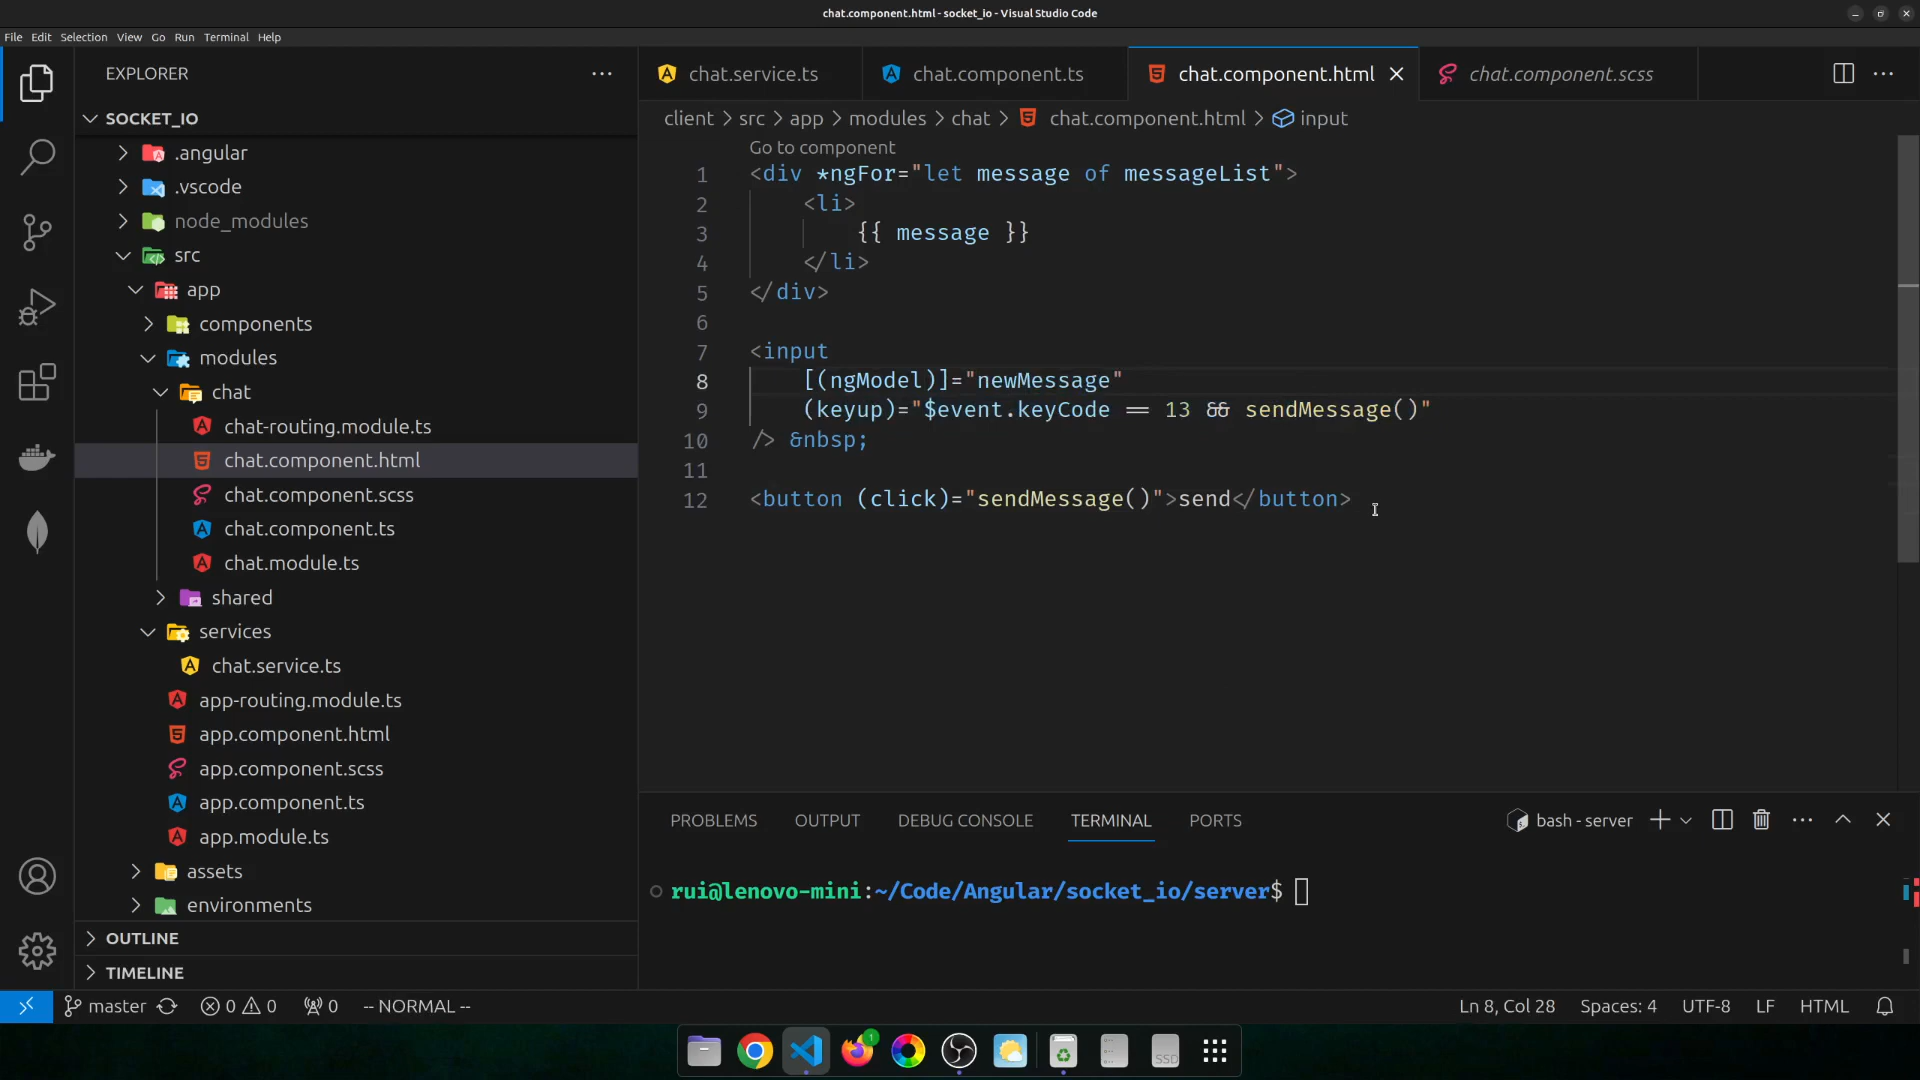 chat.component.html - socket_io - Visual Studio Code
File Edit Selection View Go Run Terminal Help
EXPLORER
SOCKET_IO
.angular
.vscode
node_modules
src
app
components
modules
chat
chat-routing.module.ts
chat.component.html
chat.component.scss
chat.component.ts
chat.module.ts
shared
services
chat.service.ts
app-routing.module.ts
app.component.html
app.component.scss
app.component.ts
app.module.ts
assets
environments
OUTLINE
TIMELINE
chat.service.ts chat.component.ts chat.component.html chat.component.scss
client > src > app > modules > chat > chat.component.html > input
Go to component
1 <div *ngFor="let message of messageList">
2 <li>
3 {{ message }}
4 </li>
5 </div>
6
7 <input
8 [(ngModel)]="newMessage"
9 (keyup)="$event.keyCode == 13 && sendMessage()"
10 /> &nbsp;
11
12 <button (click)="sendMessage()">send</button>
PROBLEMS OUTPUT DEBUG CONSOLE TERMINAL PORTS bash - server
rui@lenovo-mini:~/Code/Angular/socket_io/server$
master 0 0 0 -- NORMAL -- Ln 8, Col 28 Spaces: 4 UTF-8 LF HTML
1
SSD